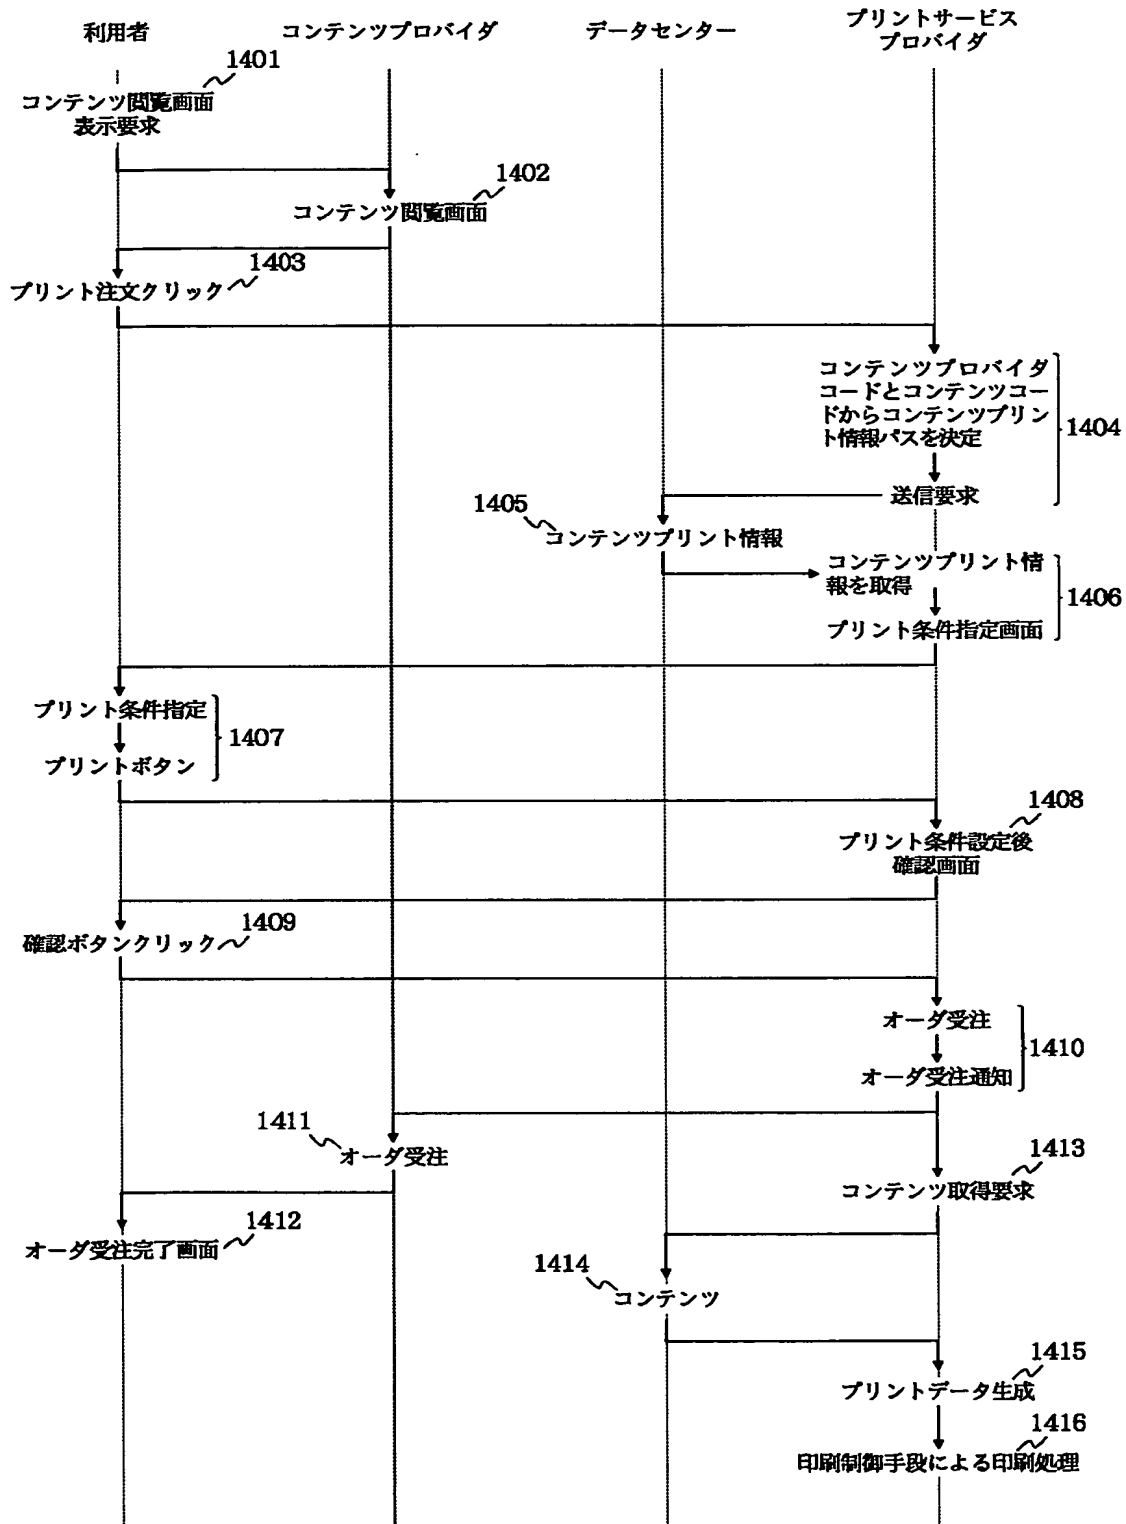 利用者
コンテンツプロバイダ
データセンター
プリントサービス
プロバイダ
1401
コンテンツ閲覧画面
表示要求
1402
コンテンツ閲覧画面
1403
プリント注文クリック
コンテンツプロバイダ
コードとコンテンツコー
ドからコンテンツプリン
ト情報パスを決定
1404
送信要求
1405
コンテンツプリント情報
コンテンツプリント情
報を取得
1406
プリント条件指定画面
プリント条件指定
1407
プリントボタン
1408
プリント条件設定後
確認画面
1409
確認ボタンクリック
オーダ受注
1410
オーダ受注通知
1411
オーダ受注
1413
コンテンツ取得要求
1412
オーダ受注完了画面
1414
コンテンツ
1415
プリントデータ生成
1416
印刷制御手段による印刷処理